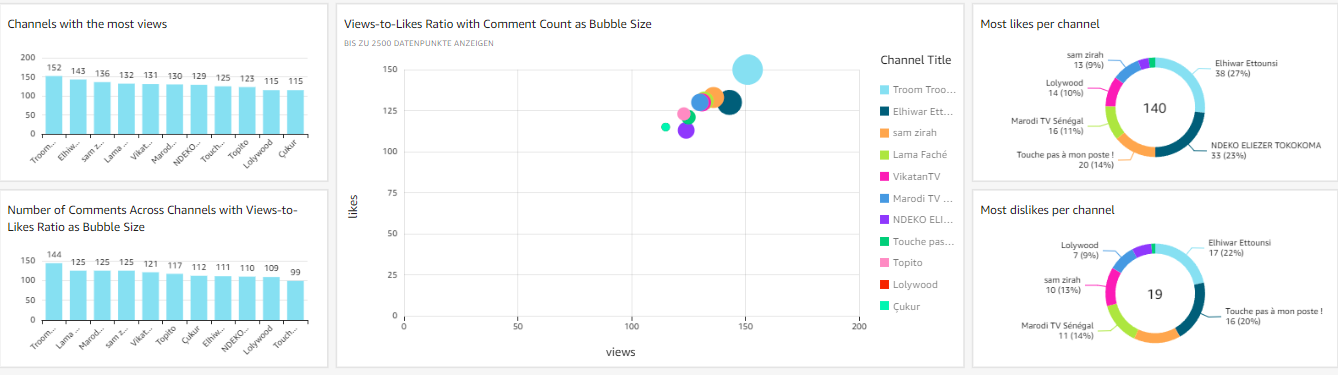 Channels with the most views
200
150
100
50
0
152
143
136
132
131
130
129
125
123
115
115
Troom...
Elhiw...
sam z...
Lama ...
Vikat...
Marod...
NDEKO...
Touch...
Topito
Lolywood
Çukur
Number of Comments Across Channels with Views-to-
Likes Ratio as Bubble Size
150
100
50
0
144
125
125
125
121
117
112
111
110
109
99
Troom...
Lama ...
Marod...
sam z...
Vikat...
Topito
Çukur
Elhiw...
NDEKO...
Lolywood
Touch...
Views-to-Likes Ratio with Comment Count as Bubble Size
BIS ZU 2500 DATENPUNKTE ANZEIGEN
150
125
100
75
50
25
0
likes
0
50
100
150
200
views
Channel Title
Troom Troo...
Elhiwar Ett...
sam zirah
Lama Faché
VikatanTV
Marodi TV ...
NDEKO ELI...
Touche pas...
Topito
Lolywood
Çukur
Most likes per channel
sam zirah
13 (9%)
Lolywood
14 (10%)
Marodi TV Sénégal
16 (11%)
Touche pas à mon poste !
20 (14%)
140
Elhiwar Ettounsi
38 (27%)
NDEKO ELIEZER TOKOKOMA
33 (23%)
Most dislikes per channel
Lolywood
7 (9%)
sam zirah
10 (13%)
Marodi TV Sénégal
11 (14%)
19
Elhiwar Ettounsi
17 (22%)
Touche pas à mon poste !
16 (20%)